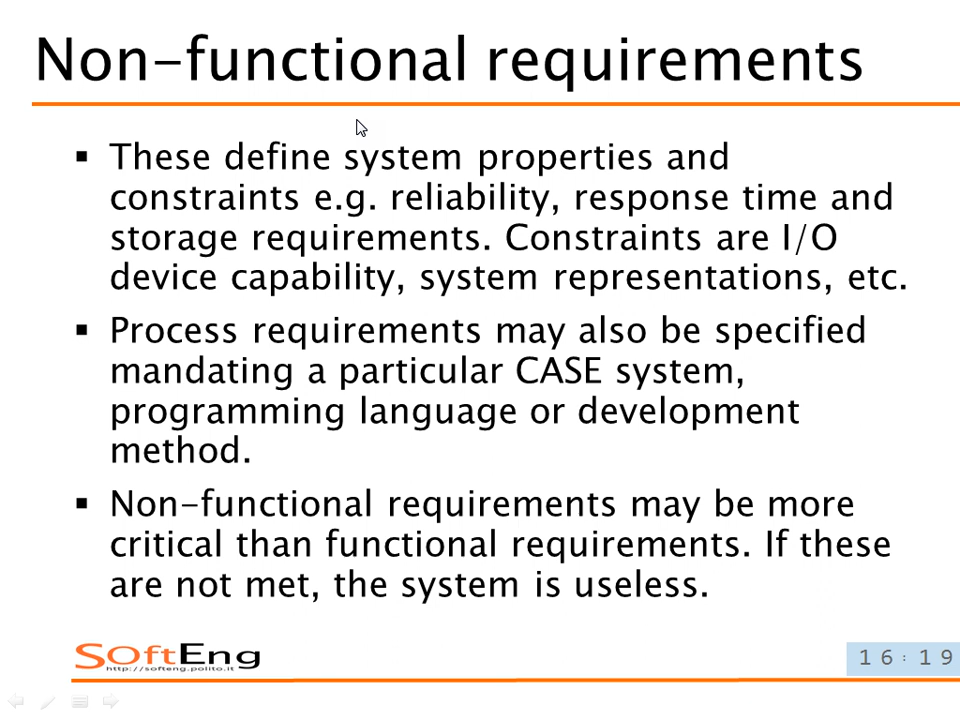 Non-functional requirements
▪ These define system properties and
constraints e.g. reliability, response time and
storage requirements. Constraints are I/O
device capability, system representations, etc.
▪ Process requirements may also be specified
mandating a particular CASE system,
programming language or development
method.
▪ Non-functional requirements may be more
critical than functional requirements. If these
are not met, the system is useless.
SOftEng
http://softeng.polito.it
16:19